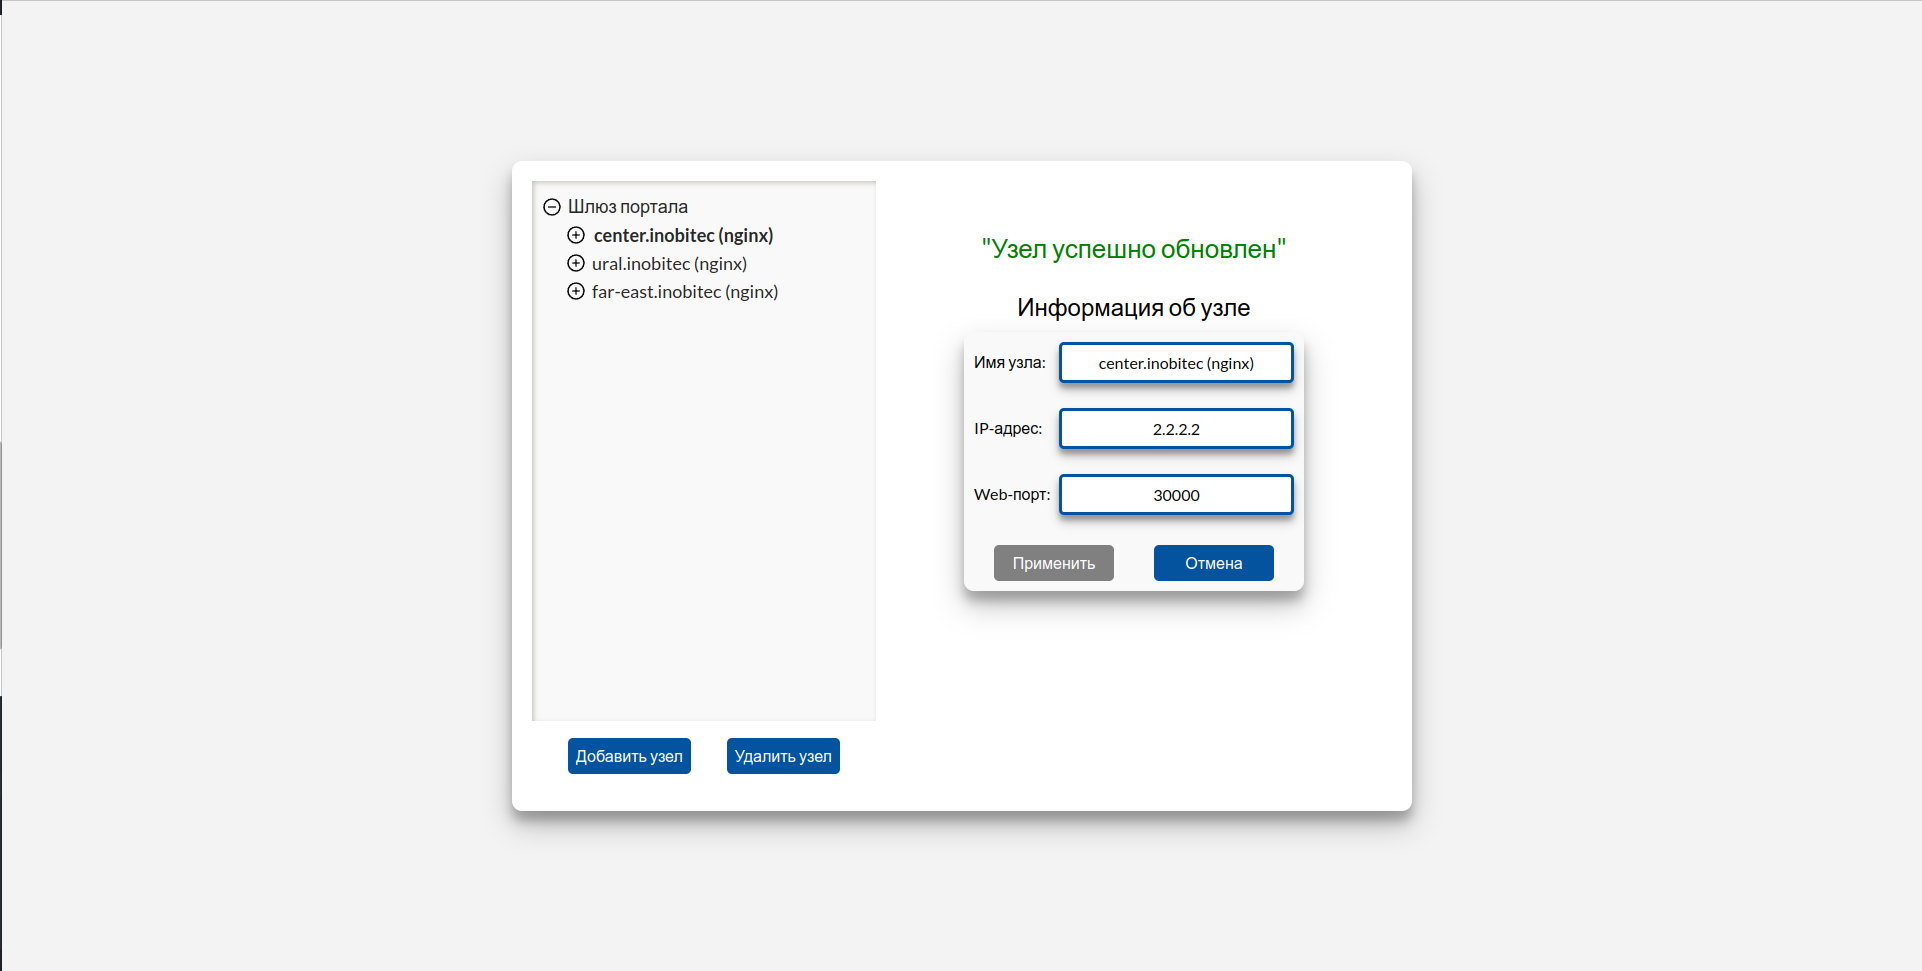 Шлюз портала
center.inobitec (nginx)
ural.inobitec (nginx)
far-east.inobitec (nginx)
Добавить узел
Удалить узел
"Узел успешно обновлен"
Информация об узле
Имя узла: center.inobitec (nginx)
IP-адрес: 2.2.2.2
Web-порт: 30000
Применить
Отмена